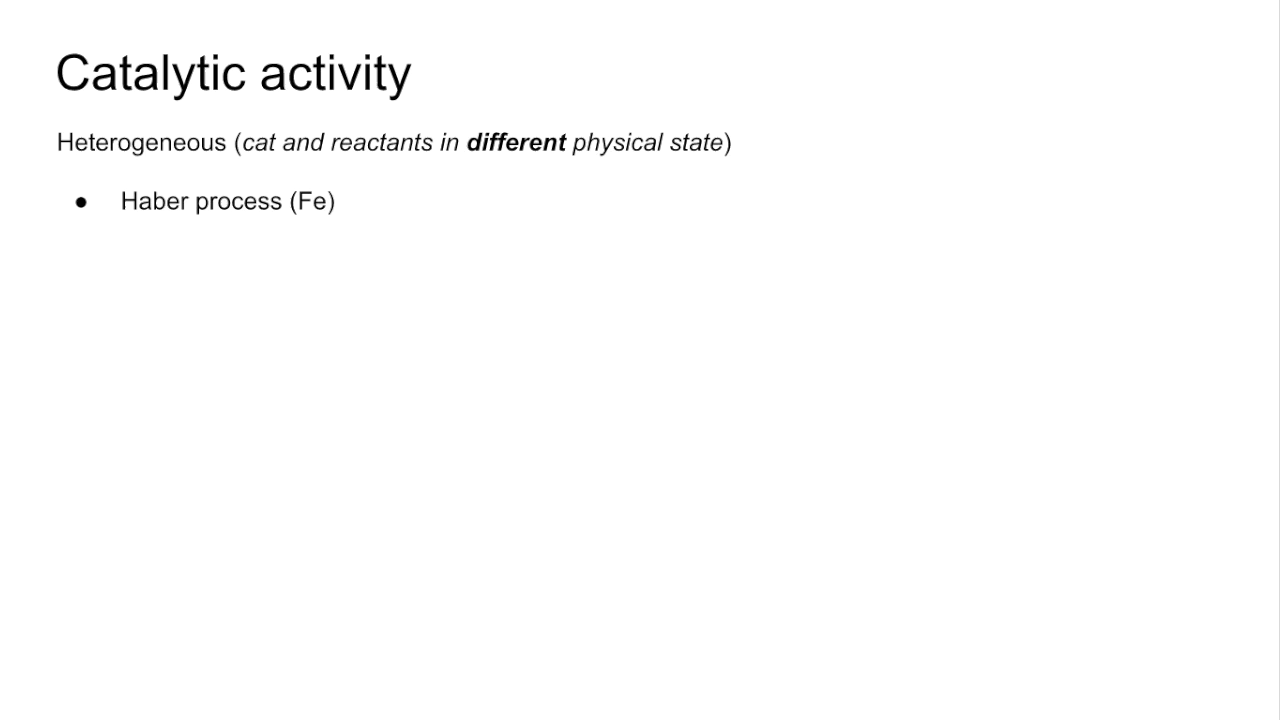 Catalytic activity
Heterogeneous (cat and reactants in different physical state)
● Haber process (Fe)